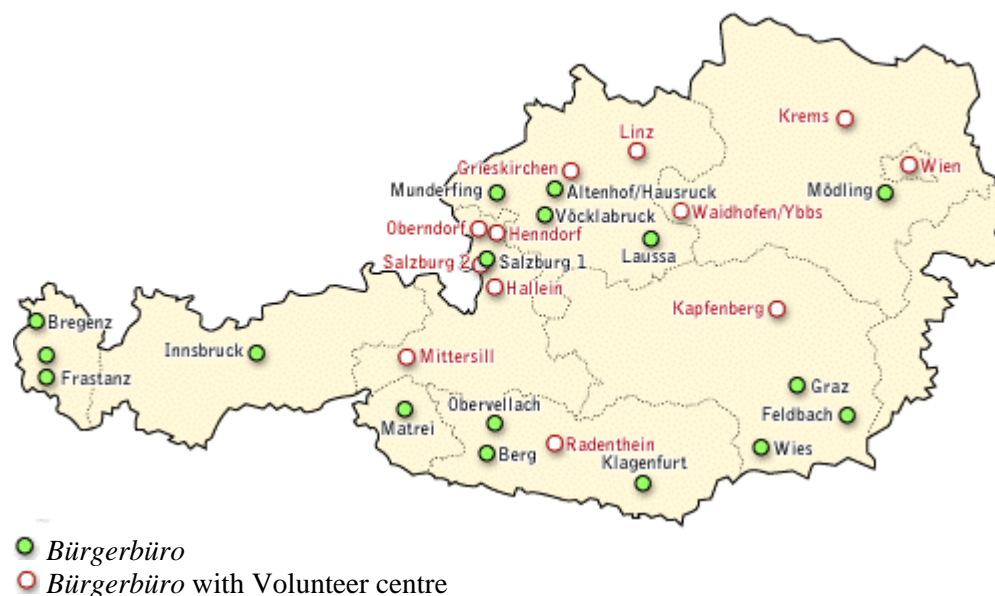 Krems
Linz
Wien
Grieskirchen
Munderfing
Altenhof/Hausruck
Mödling
Vöcklabruck
Waidhofen/Ybbs
Oberndorf
Henndorf
Laussa
Salzburg 2
Salzburg 1
Hallein
Kapfenberg
Bregenz
Innsbruck
Mittersill
Frastanz
Graz
Obervellach
Feldbach
Matrei
Radenthein
Berg
Wies
Klagenfurt
Bürgerbüro
Bürgerbüro with Volunteer centre